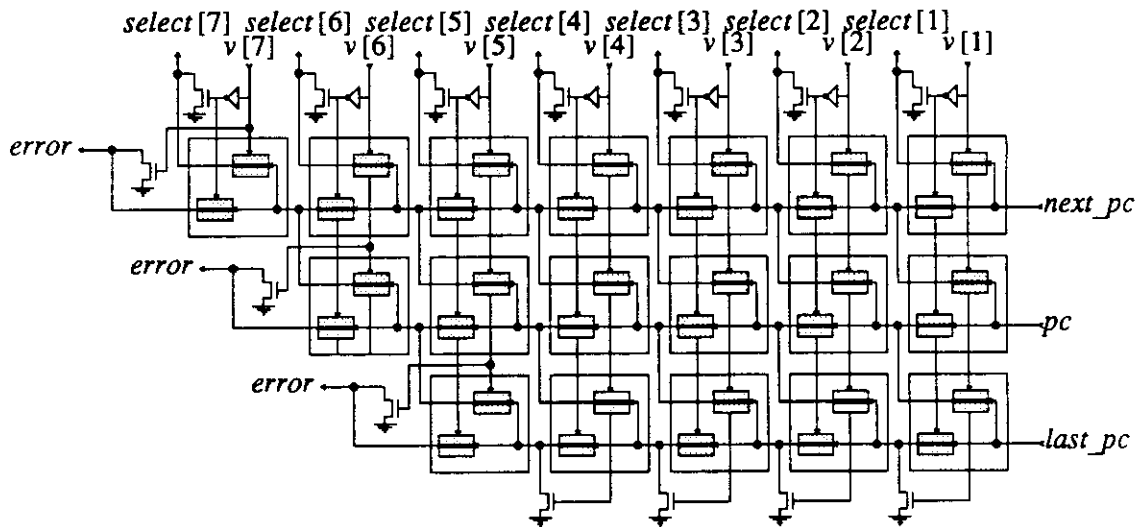 select [7] select [6] select [5] select [4] select [3] select [2] select [1]
v [7] v [6] v [5] v [4] v [3] v [2] v [1]
error
next_pc
error
pc
error
last_pc